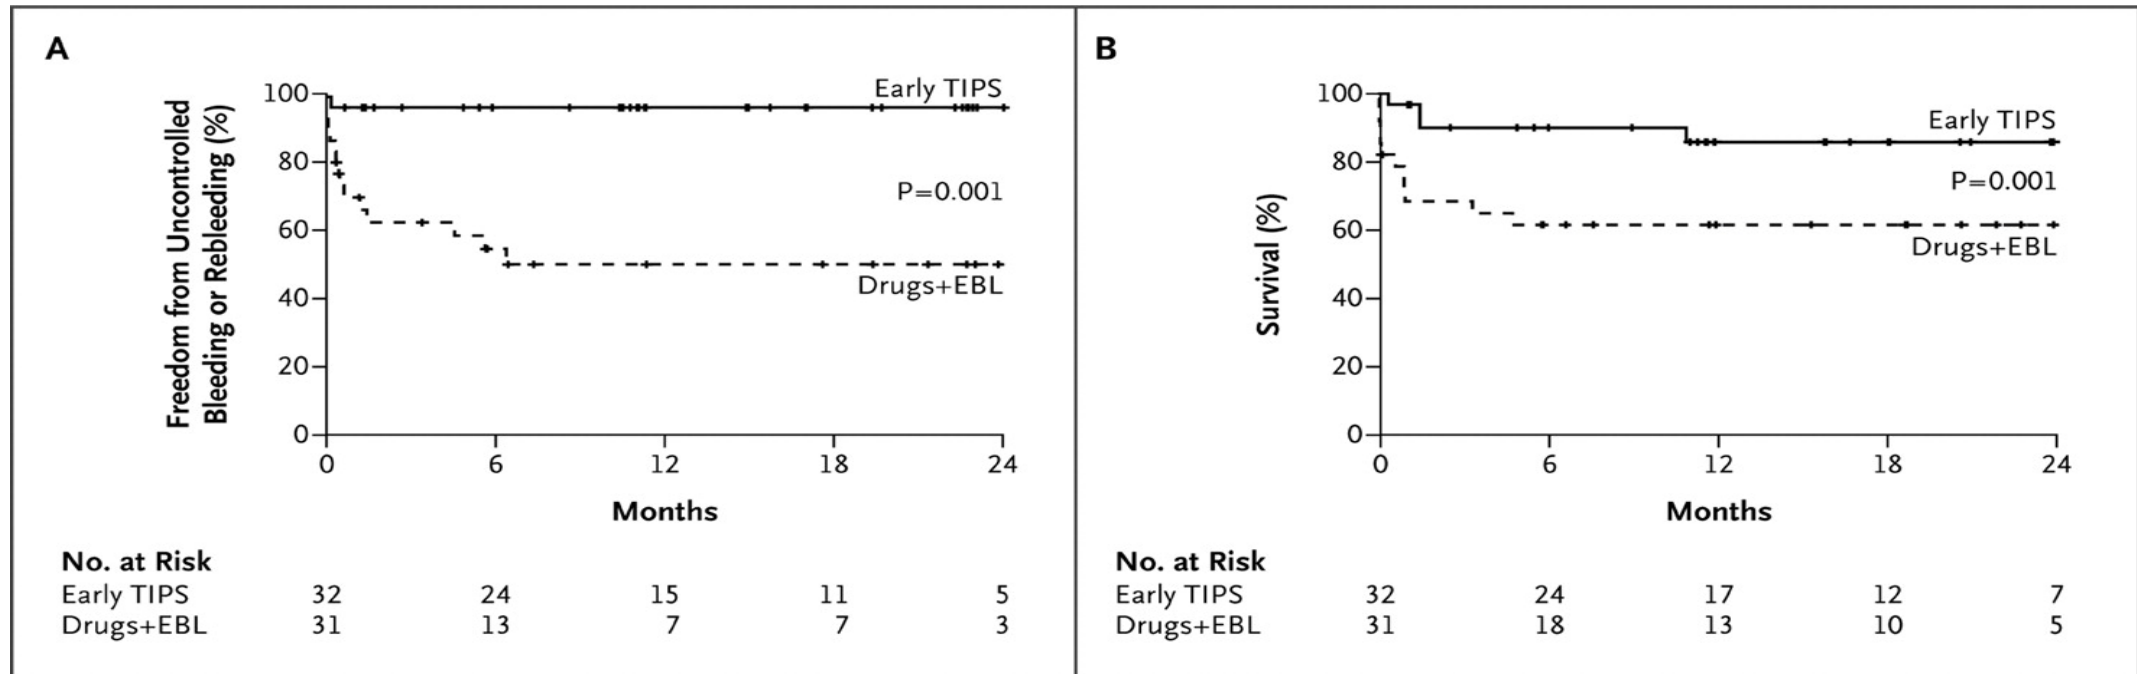 A
Freedom from Uncontrolled
Bleeding or Rebleeding (%)
100
80
60
40
20
0
Early TIPS
P=0.001
Drugs+EBL
0 6 12 18 24
Months
No. at Risk
Early TIPS 32 24 15 11 5
Drugs+EBL 31 13 7 7 3
B
Survival (%)
100
80
60
40
20
0
Early TIPS
P=0.001
Drugs+EBL
0 6 12 18 24
Months
No. at Risk
Early TIPS 32 24 17 12 7
Drugs+EBL 31 18 13 10 5